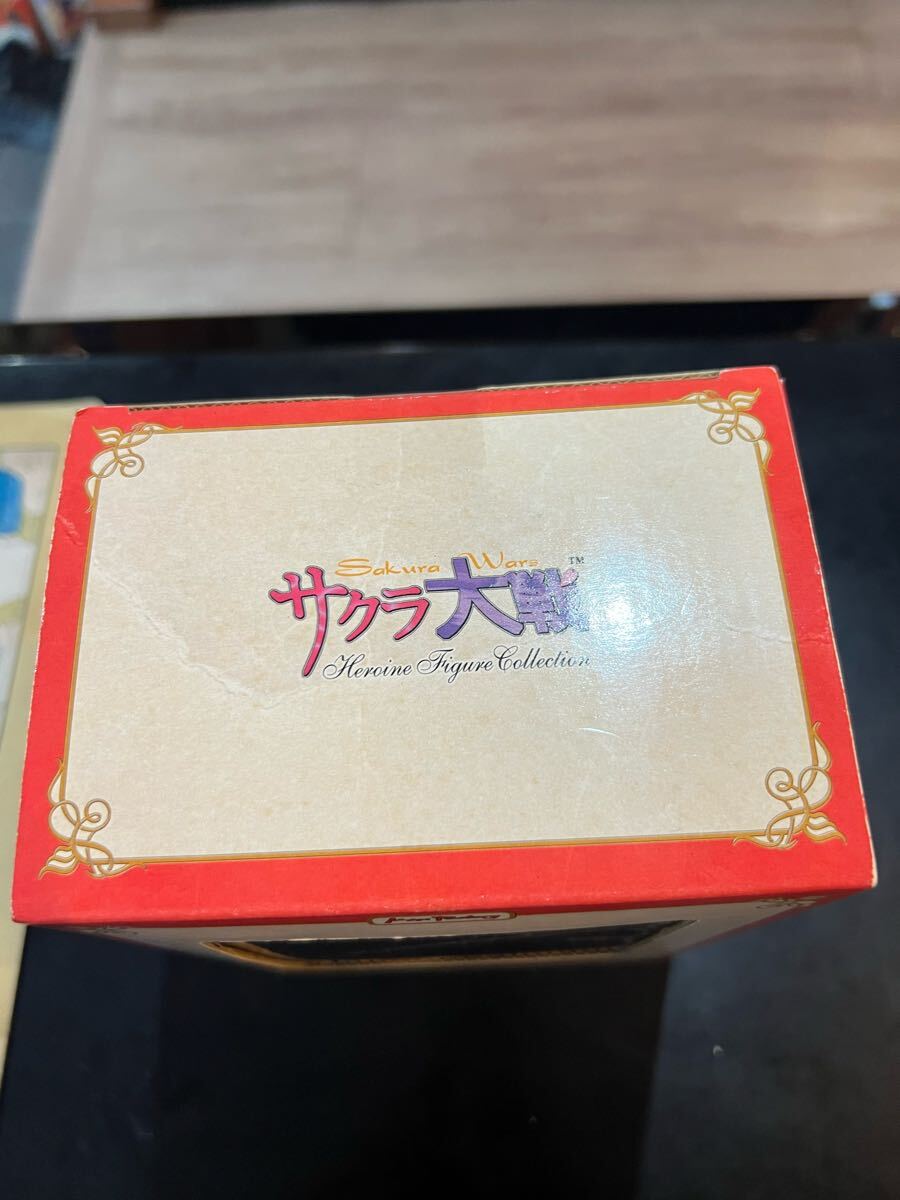 Sakura Wars™
サクラ大戦
Heroine Figure Collection